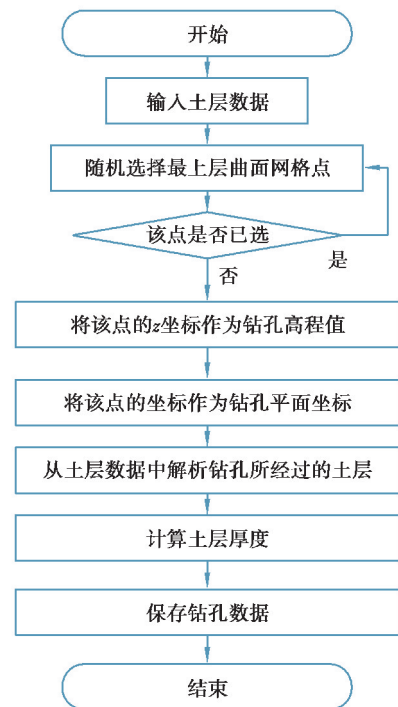 开始
输入土层数据
随机选择最上层曲面网格点
该点是否已选
是
否
将该点的z坐标作为钻孔高程值
将该点的坐标作为钻孔平面坐标
从土层数据中解析钻孔所经过的土层
计算土层厚度
保存钻孔数据
结束